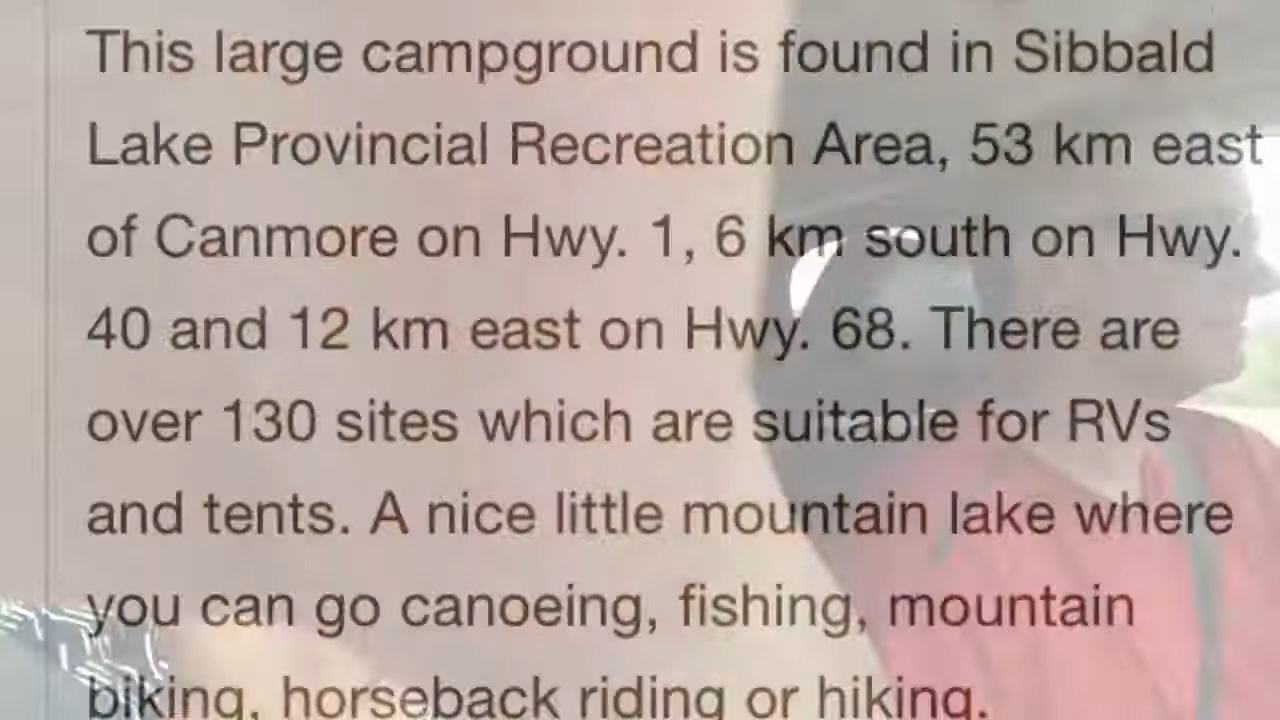 This large campground is found in Sibbald
Lake Provincial Recreation Area, 53 km east
of Canmore on Hwy. 1, 6 km south on Hwy.
40 and 12 km east on Hwy. 68. There are
over 130 sites which are suitable for RVs
and tents. A nice little mountain lake where
you can go canoeing, fishing, mountain
biking, horseback riding or hiking.